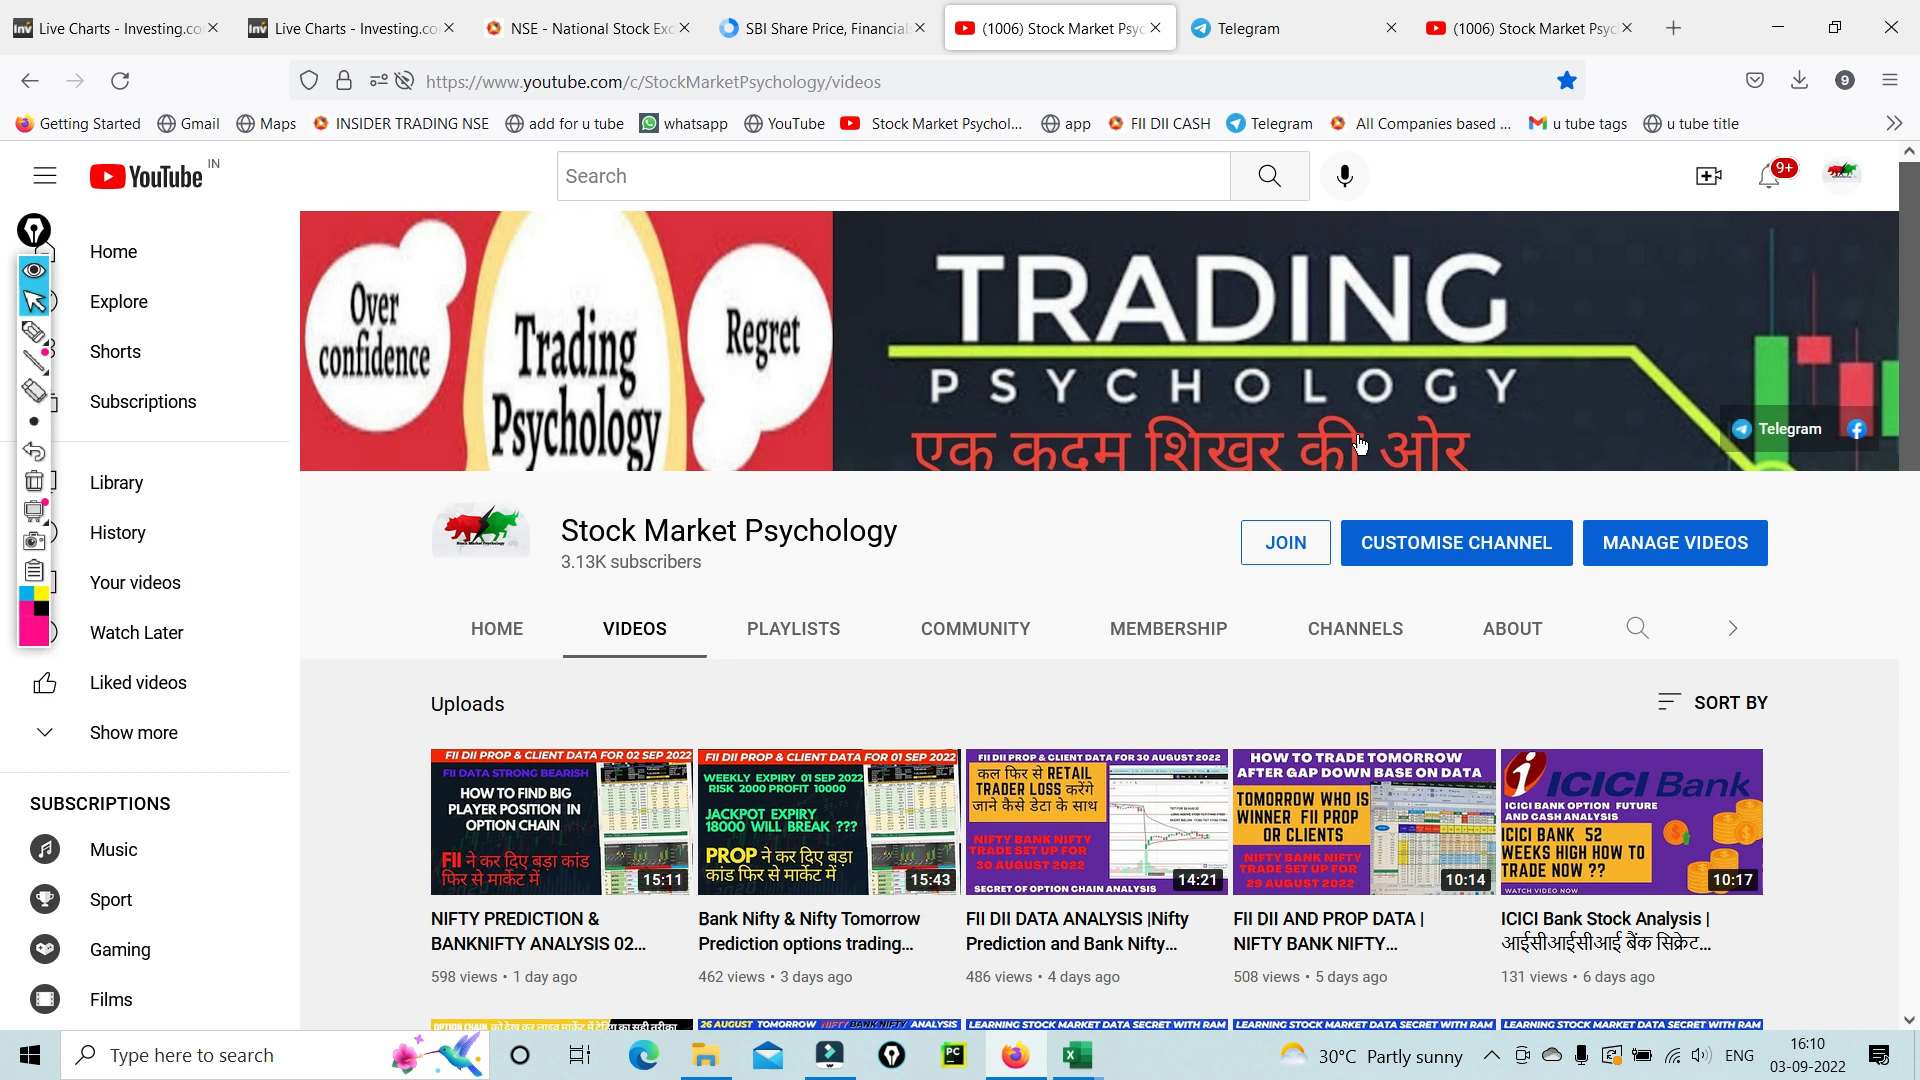 Live Charts - Investing.co
Live Charts - Investing.co
NSE - National Stock Exc
SBI Share Price, Financial
(1006) Stock Market Psyc
Telegram
(1006) Stock Market Psyc
https://www.youtube.com/c/StockMarketPsychology/videos
9
Getting Started
Gmail
Maps
INSIDER TRADING NSE
add for u tube
whatsapp
YouTube
Stock Market Psychol...
app
FII DII CASH
Telegram
All Companies based ...
u tube tags
u tube title
YouTube IN
Search
9+
Home
Explore
Shorts
Subscriptions
Library
History
Your videos
Watch Later
Liked videos
Show more
SUBSCRIPTIONS
Music
Sport
Gaming
Films
Over
confidence
Trading
Psychology
Regret
TRADING
PSYCHOLOGY
एक कदम शिखर की ओर
Telegram
Stock Market Psychology
3.13K subscribers
JOIN
CUSTOMISE CHANNEL
MANAGE VIDEOS
HOME
VIDEOS
PLAYLISTS
COMMUNITY
MEMBERSHIP
CHANNELS
ABOUT
Uploads
SORT BY
FII DII PROP & CLIENT DATA FOR 02 SEP 2022
FII DATA STRONG BEARISH
HOW TO FIND BIG
PLAYER POSITION IN
OPTION CHAIN
FII ने कर दिए बड़ा कांड
फिर से मार्केट में
15:11
NIFTY PREDICTION &
BANKNIFTY ANALYSIS 02...
598 views • 1 day ago
FII DII PROP & CLIENT DATA FOR 01 SEP 2022
WEEKLY EXPIRY 01 SEP 2022
RISK 2000 PROFIT 10000
JACKPOT EXPIRY
18000 WILL BREAK ???
PROP ने कर दिए बड़ा
कांड फिर से मार्केट में
15:43
Bank Nifty & Nifty Tomorrow
Prediction options trading...
462 views • 3 days ago
FII DII PROP & CLIENT DATA FOR 30 AUGUST 2022
कल फिर से RETAIL
TRADER LOSS करेंगे
जाने कैसे डेटा के साथ
NIFTY BANK NIFTY
TRADE SET UP FOR
30 AUGUST 2022
SECRET OF OPTION CHAIN ANALYSIS
14:21
FII DII DATA ANALYSIS |Nifty
Prediction and Bank Nifty...
486 views • 4 days ago
HOW TO TRADE TOMORROW
AFTER GAP DOWN BASE ON DATA
TOMORROW WHO IS
WINNER FII PROP
OR CLIENTS
NIFTY BANK NIFTY
TRADE SET UP FOR
29 AUGUST 2022
10:14
FII DII AND PROP DATA |
NIFTY BANK NIFTY...
508 views • 5 days ago
ICICI Bank
ICICI BANK OPTION FUTURE
AND CASH ANALYSIS
ICICI BANK 52
WEEKS HIGH HOW TO
TRADE NOW ??
WATCH VIDEO NOW
10:17
ICICI Bank Stock Analysis |
आईसीआईसीआई बैंक सिक्रेट...
131 views • 6 days ago
OPTION CHAIN को देख कर लाइव मार्केट में ट्रेडिंग का सही तरीका
26 AUGUST TOMORROW NIFTY BANK NIFTY ANALYSIS
LEARNING STOCK MARKET DATA SECRET WITH RAM
LEARNING STOCK MARKET DATA SECRET WITH RAM
LEARNING STOCK MARKET DATA SECRET WITH RAM
Type here to search
PC
30°C Partly sunny
ENG
16:10
03-09-2022